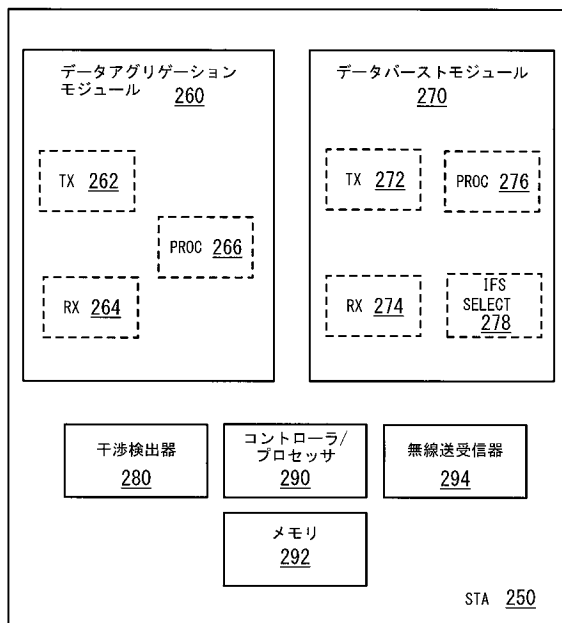 データアグリゲーション
モジュール 260
TX 262
PROC 266
RX 264
データバーストモジュール
270
TX 272
PROC 276
RX 274
IFS
SELECT
278
干渉検出器
280
コントローラ/
プロセッサ
290
無線送受信器
294
メモリ
292
STA 250